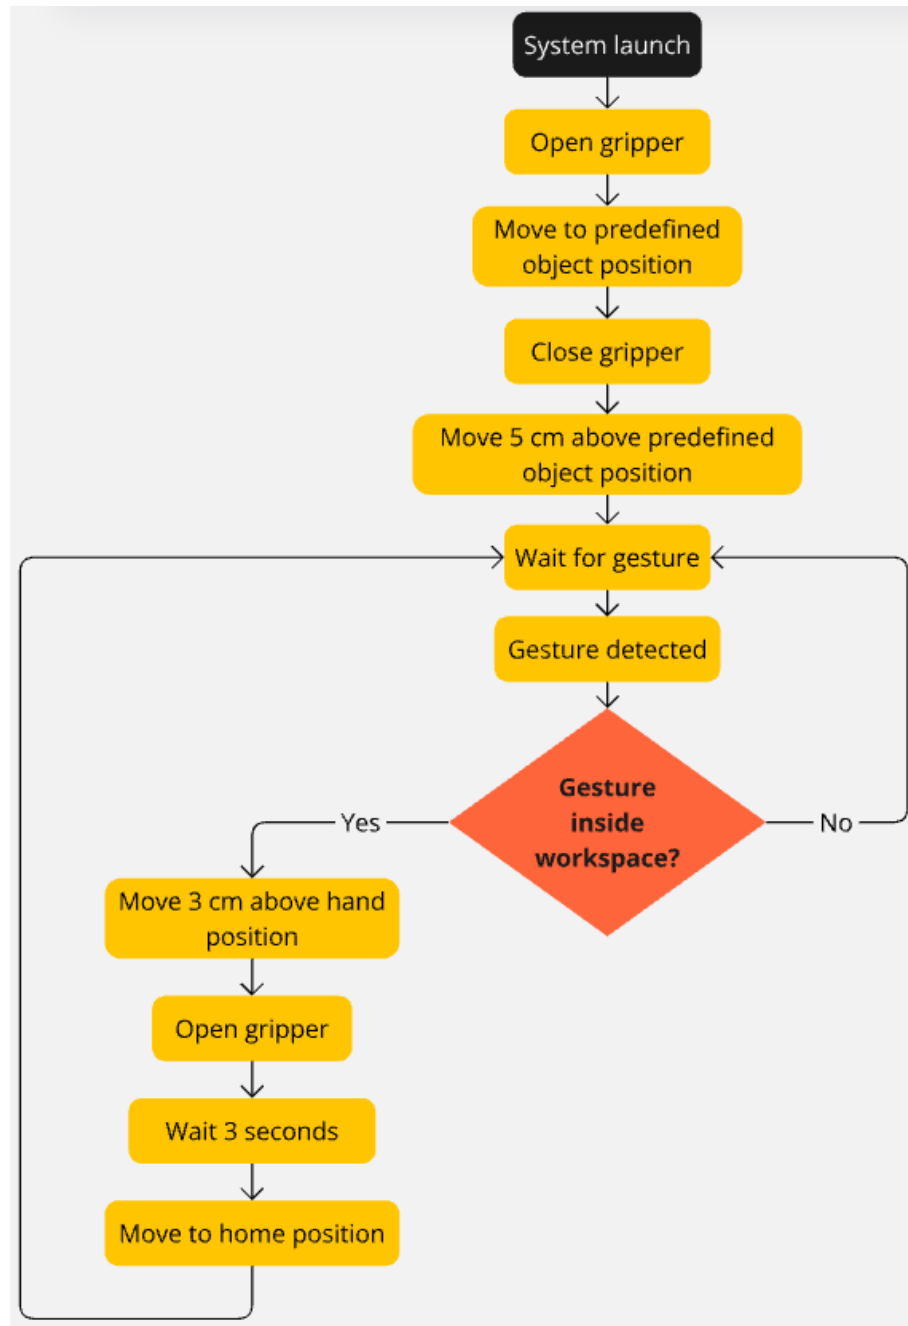 System launch
Open gripper
Move to predefined
object position
Close gripper
Move 5 cm above predefined
object position
Wait for gesture
Gesture detected
Gesture
inside
workspace?
Yes
No
Move 3 cm above hand
position
Open gripper
Wait 3 seconds
Move to home position